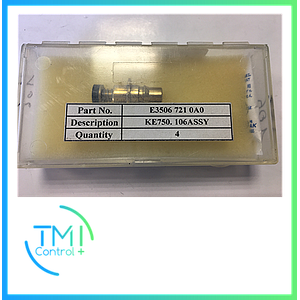 Part No. E3506 721 0A0
Description KE750. 106ASSY
Quantity 4
TMI
Control +